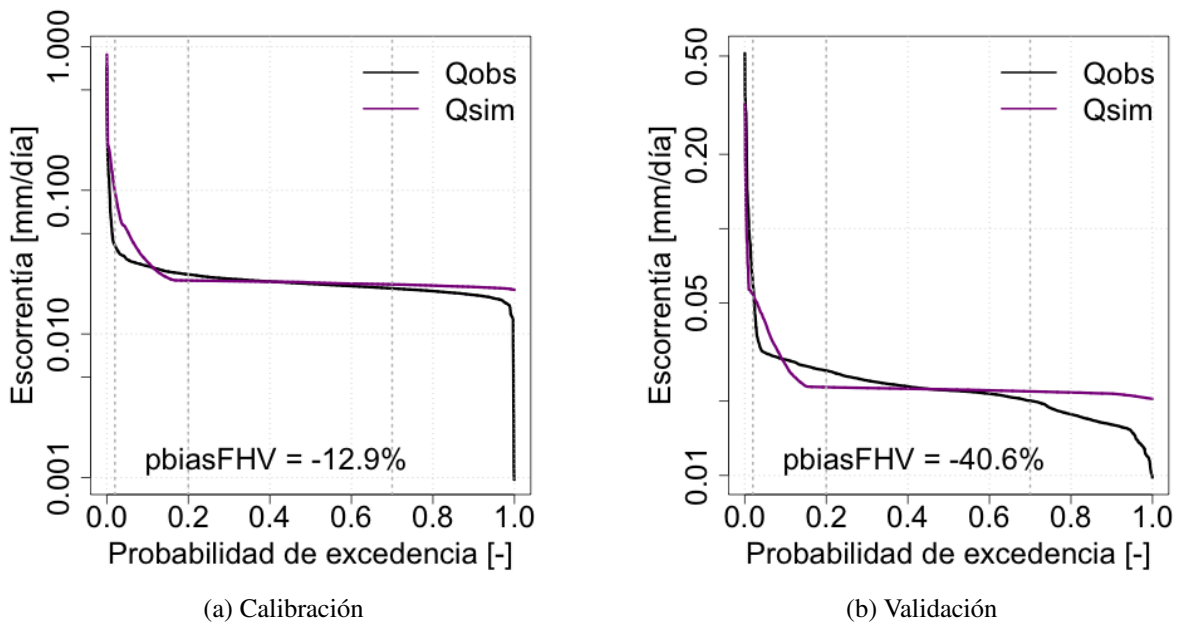 Qobs
Qsim
Escorrentía [mm/día]
1.000
0.100
0.010
0.001
pbiasFHV = -12.9%
0.0 0.2 0.4 0.6 0.8 1.0
Probabilidad de excedencia [-]
(a) Calibración
Qobs
Qsim
Escorrentía [mm/día]
0.50
0.20
0.05
0.01
pbiasFHV = -40.6%
0.0 0.2 0.4 0.6 0.8 1.0
Probabilidad de excedencia [-]
(b) Validación